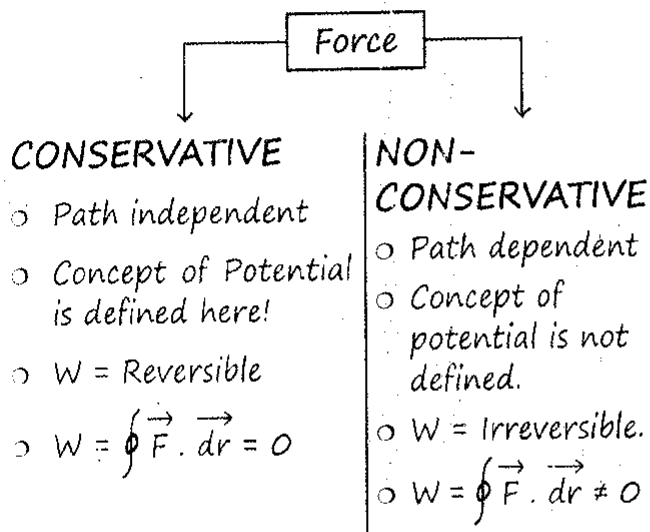 Force
CONSERVATIVE
○ Path independent
○ Concept of Potential
is defined here!
○ W = Reversible
○ W = ∮ F⃗ . dr⃗ = 0
NON-
CONSERVATIVE
○ Path dependent
○ Concept of
potential is not
defined.
○ W = Irreversible.
○ W = ∮ F⃗ . dr⃗ ≠ 0